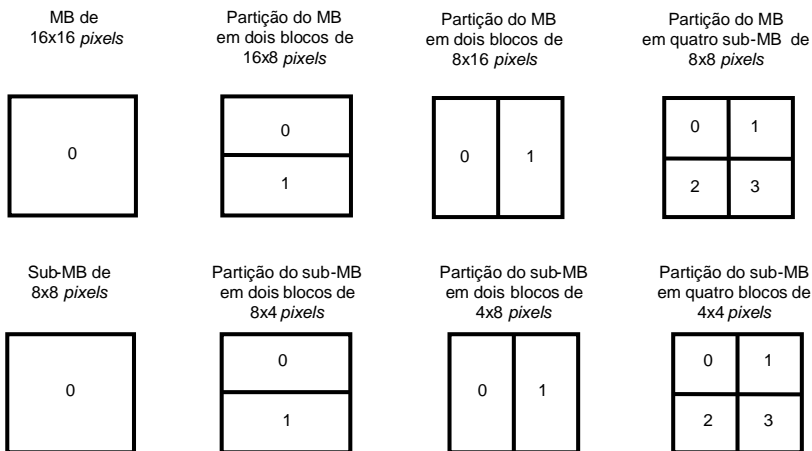 MB de
16x16 pixels
Partição do MB
em dois blocos de
16x8 pixels
Partição do MB
em dois blocos de
8x16 pixels
Partição do MB
em quatro sub-MB de
8x8 pixels
0
0
1
0
1
0
1
2
3
Sub-MB de
8x8 pixels
Partição do sub-MB
em dois blocos de
8x4 pixels
Partição do sub-MB
em dois blocos de
4x8 pixels
Partição do sub-MB
em quatro blocos de
4x4 pixels
0
0
1
0
1
0
1
2
3